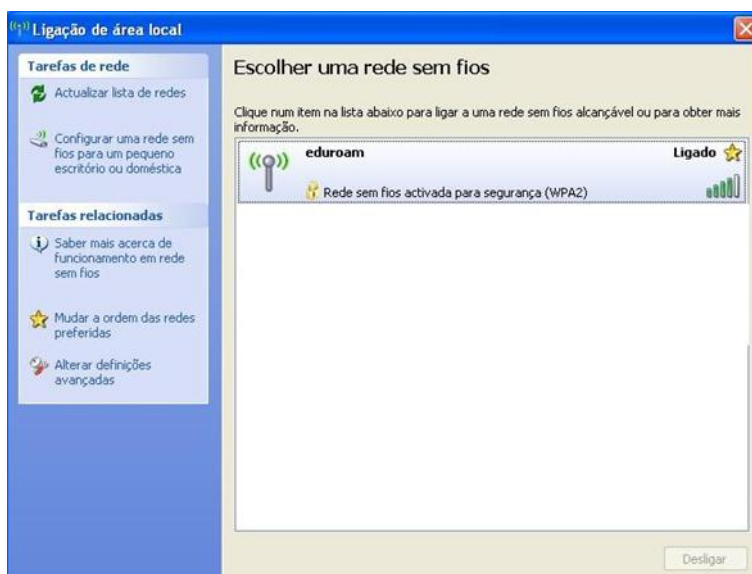 Ligação de área local
Tarefas de rede
Actualizar lista de redes
Configurar uma rede sem
fios para um pequeno
escritório ou doméstica
Tarefas relacionadas
Saber mais acerca de
funcionamento em rede
sem fios
Mudar a ordem das redes
preferidas
Alterar definições
avançadas
Escolher uma rede sem fios
Clique num item na lista abaixo para ligar a uma rede sem fios alcançável ou para obter mais
informação.
eduroam
Ligado
Rede sem fios activada para segurança (WPA2)
Desligar